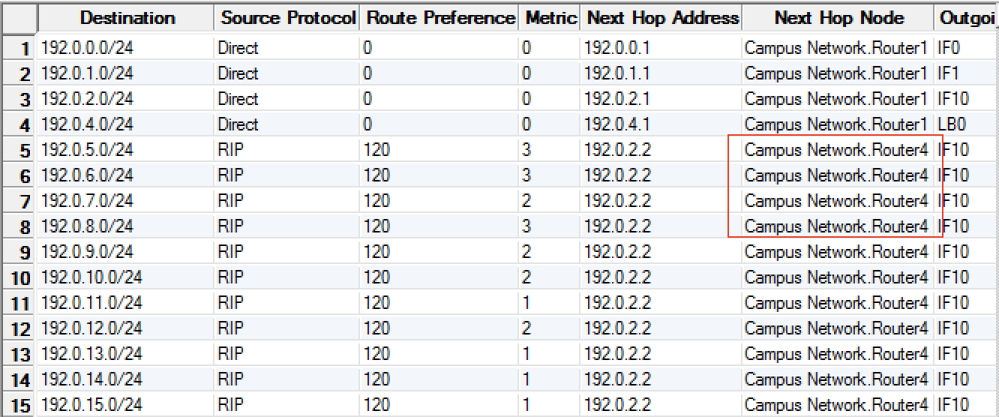 Destination Source Protocol Route Preference Metric Next Hop Address Next Hop Node Outgoi
1 192.0.0.0/24 Direct 0 0 192.0.0.1 Campus Network.Router1 IF0
2 192.0.1.0/24 Direct 0 0 192.0.1.1 Campus Network.Router1 IF1
3 192.0.2.0/24 Direct 0 0 192.0.2.1 Campus Network.Router1 IF10
4 192.0.4.0/24 Direct 0 0 192.0.4.1 Campus Network.Router1 LB0
5 192.0.5.0/24 RIP 120 3 192.0.2.2 Campus Network.Router4 IF10
6 192.0.6.0/24 RIP 120 3 192.0.2.2 Campus Network.Router4 IF10
7 192.0.7.0/24 RIP 120 2 192.0.2.2 Campus Network.Router4 IF10
8 192.0.8.0/24 RIP 120 3 192.0.2.2 Campus Network.Router4 IF10
9 192.0.9.0/24 RIP 120 2 192.0.2.2 Campus Network.Router4 IF10
10 192.0.10.0/24 RIP 120 2 192.0.2.2 Campus Network.Router4 IF10
11 192.0.11.0/24 RIP 120 1 192.0.2.2 Campus Network.Router4 IF10
12 192.0.12.0/24 RIP 120 2 192.0.2.2 Campus Network.Router4 IF10
13 192.0.13.0/24 RIP 120 1 192.0.2.2 Campus Network.Router4 IF10
14 192.0.14.0/24 RIP 120 1 192.0.2.2 Campus Network.Router4 IF10
15 192.0.15.0/24 RIP 120 1 192.0.2.2 Campus Network.Router4 IF10